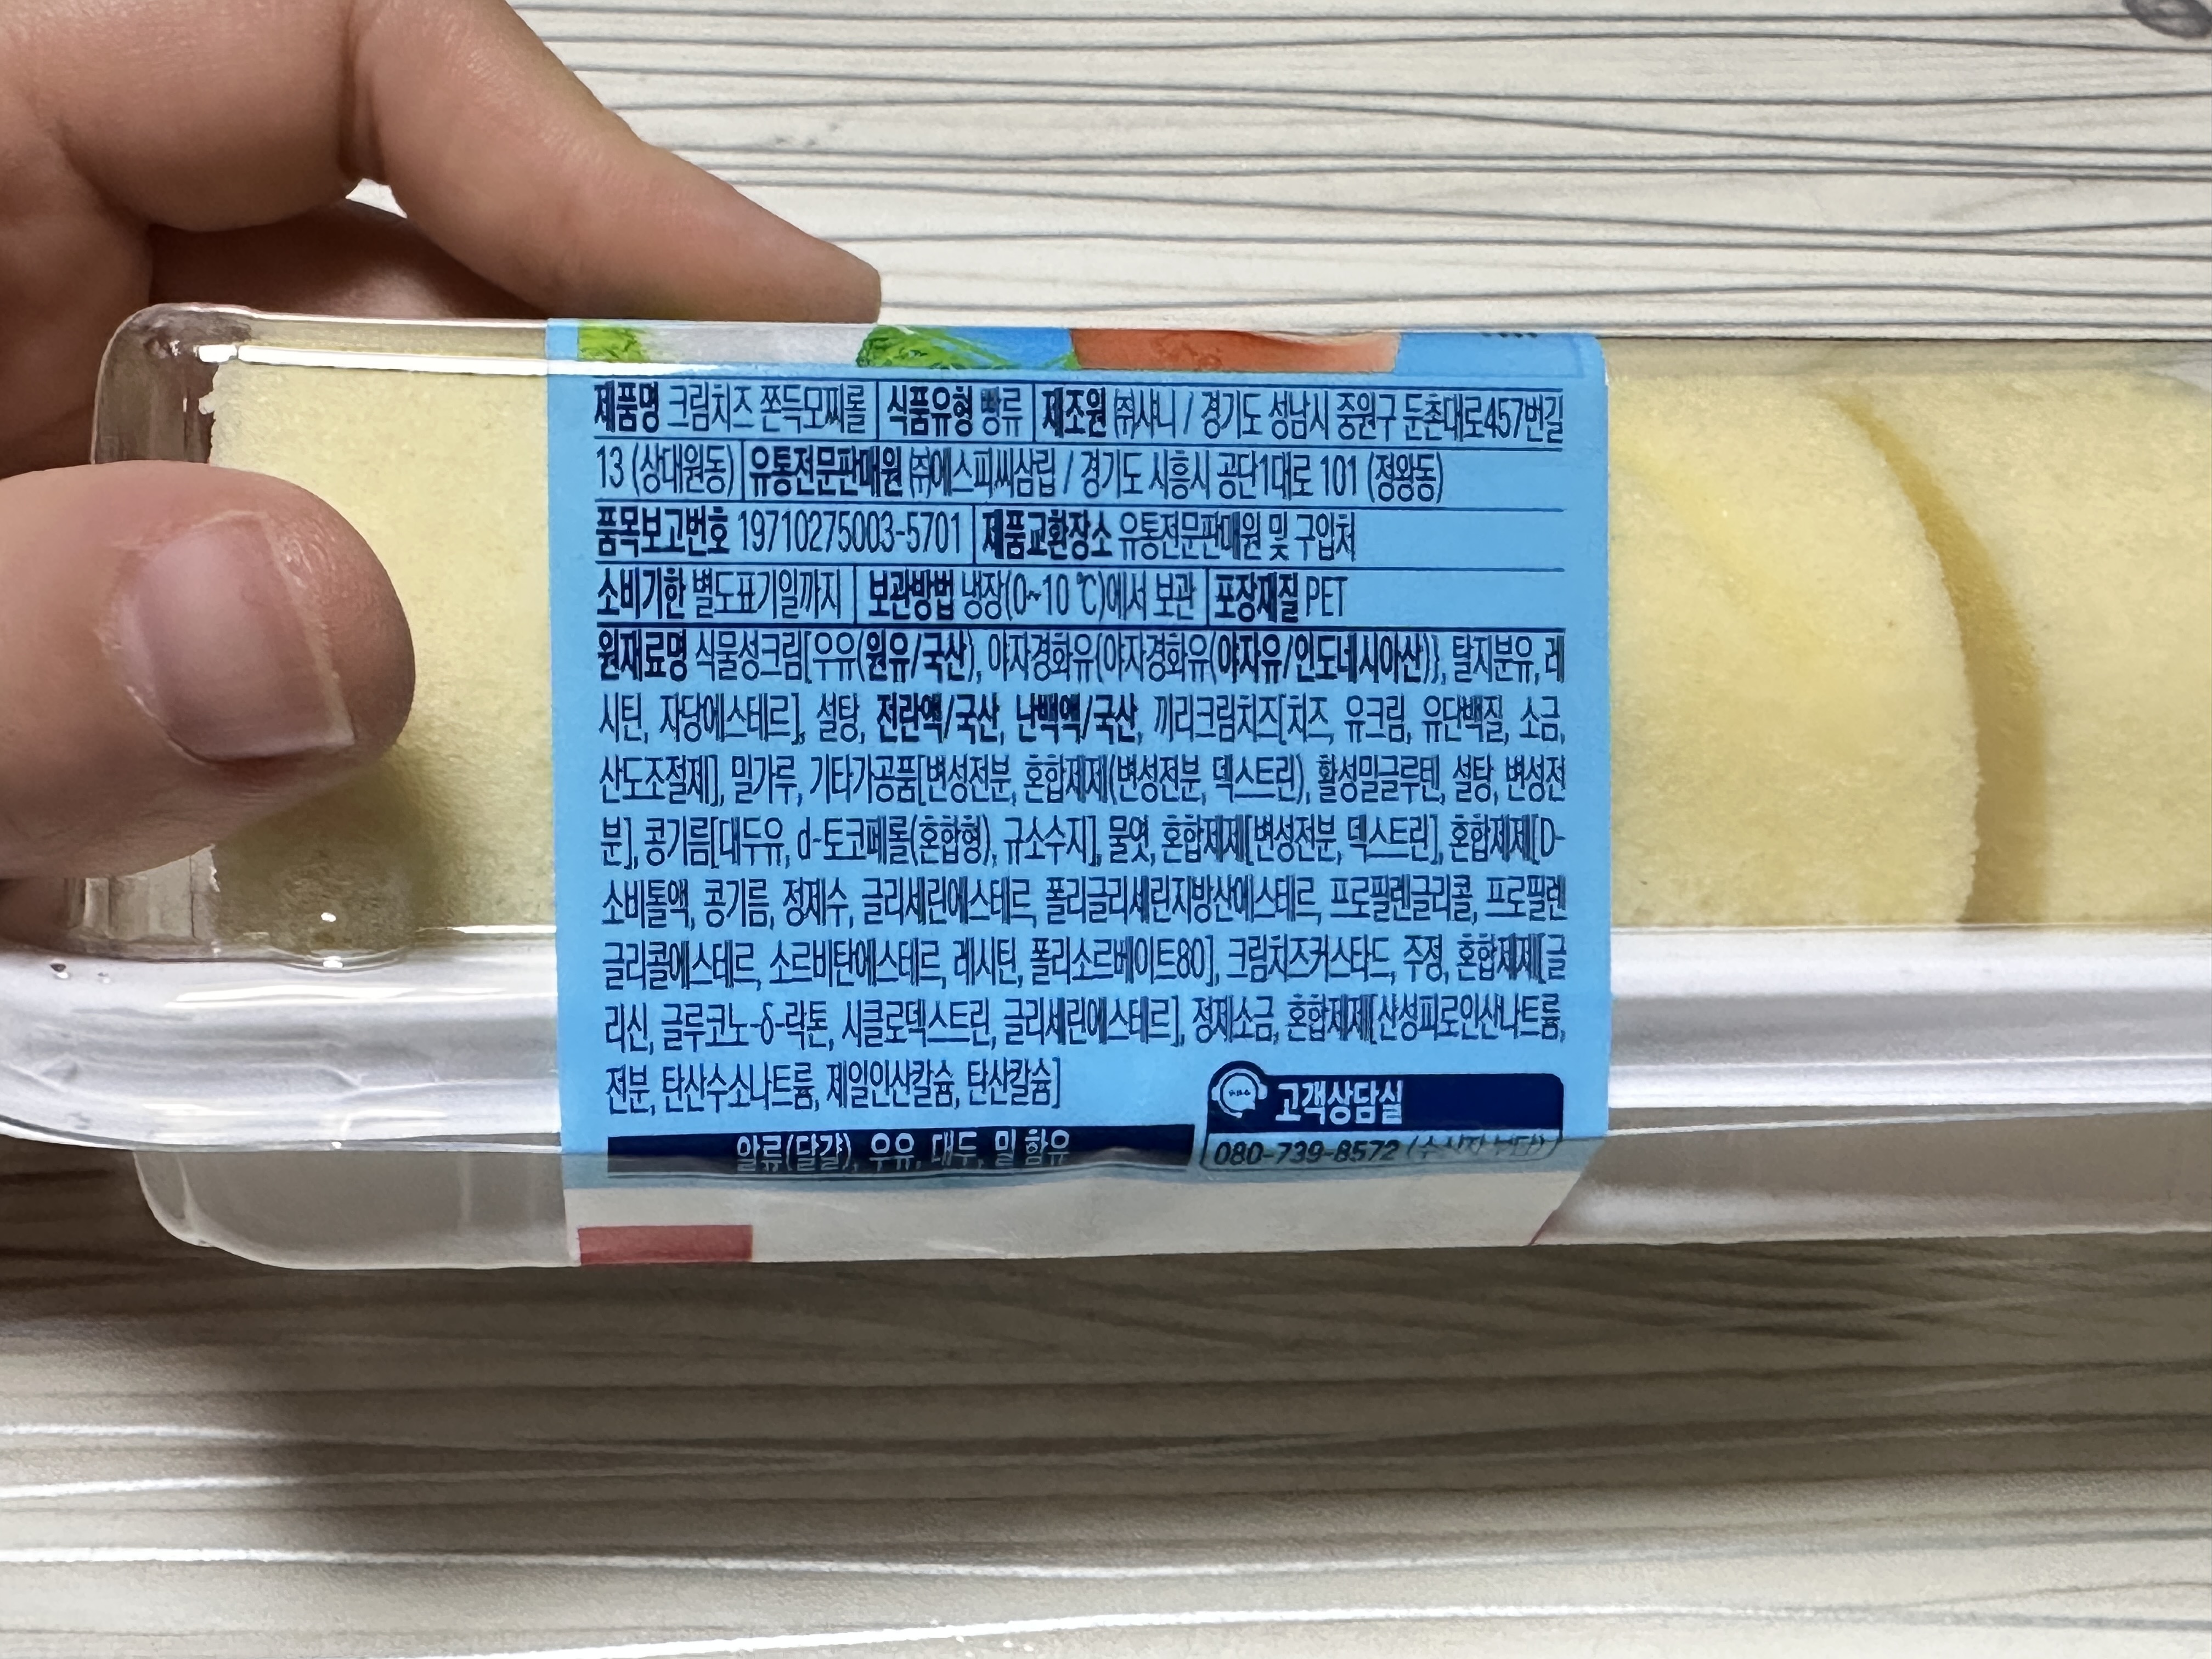 제품명 크림치즈 쫀득모찌롤 식품유형 빵류 제조원 ㈜샤니 / 경기도 성남시 중원구 둔촌대로457번길
13 (상대원동) 유통전문판매원 ㈜에스피씨삼립 / 경기도 시흥시 공단1대로 101 (정왕동)
품목보고번호 19710275003-5701 제품교환장소 유통전문판매원 및 구입처
소비기한 별도표기일까지 보관방법 냉장(0~10 ℃)에서 보관 포장재질 PET
원재료명 식물성크림[우유(원유/국산), 야자경화유{야자경화유(야자유/인도네시아산)}, 탈지분유, 레
시틴, 자당에스테르], 설탕, 전란액/국산, 난백액/국산, 끼리크림치즈[치즈, 유크림, 유단백질, 소금,
산도조절제], 밀가루, 기타가공품[변성전분, 혼합제제(변성전분, 덱스트린), 활성밀글루텐, 설탕, 변성전
분], 콩기름[대두유, d-토코페롤(혼합형), 규소수지], 물엿, 혼합제제[변성전분, 덱스트린], 혼합제제[D-
소비톨액, 콩기름, 정제수, 글리세린에스테르, 폴리글리세린지방산에스테르, 프로필렌글리콜, 프로필렌
글리콜에스테르, 소르비탄에스테르, 레시틴, 폴리소르베이트80], 크림치즈커스타드, 주정, 혼합제제[글
리신, 글루코노-δ-락톤, 시클로덱스트린, 글리세린에스테르], 정제소금, 혼합제제[산성피로인산나트륨,
전분, 탄산수소나트륨, 제일인산칼슘, 탄산칼슘]
고객상담실
알류(달걀), 우유, 대두, 밀 함유
080-739-8572 (수신자 부담)